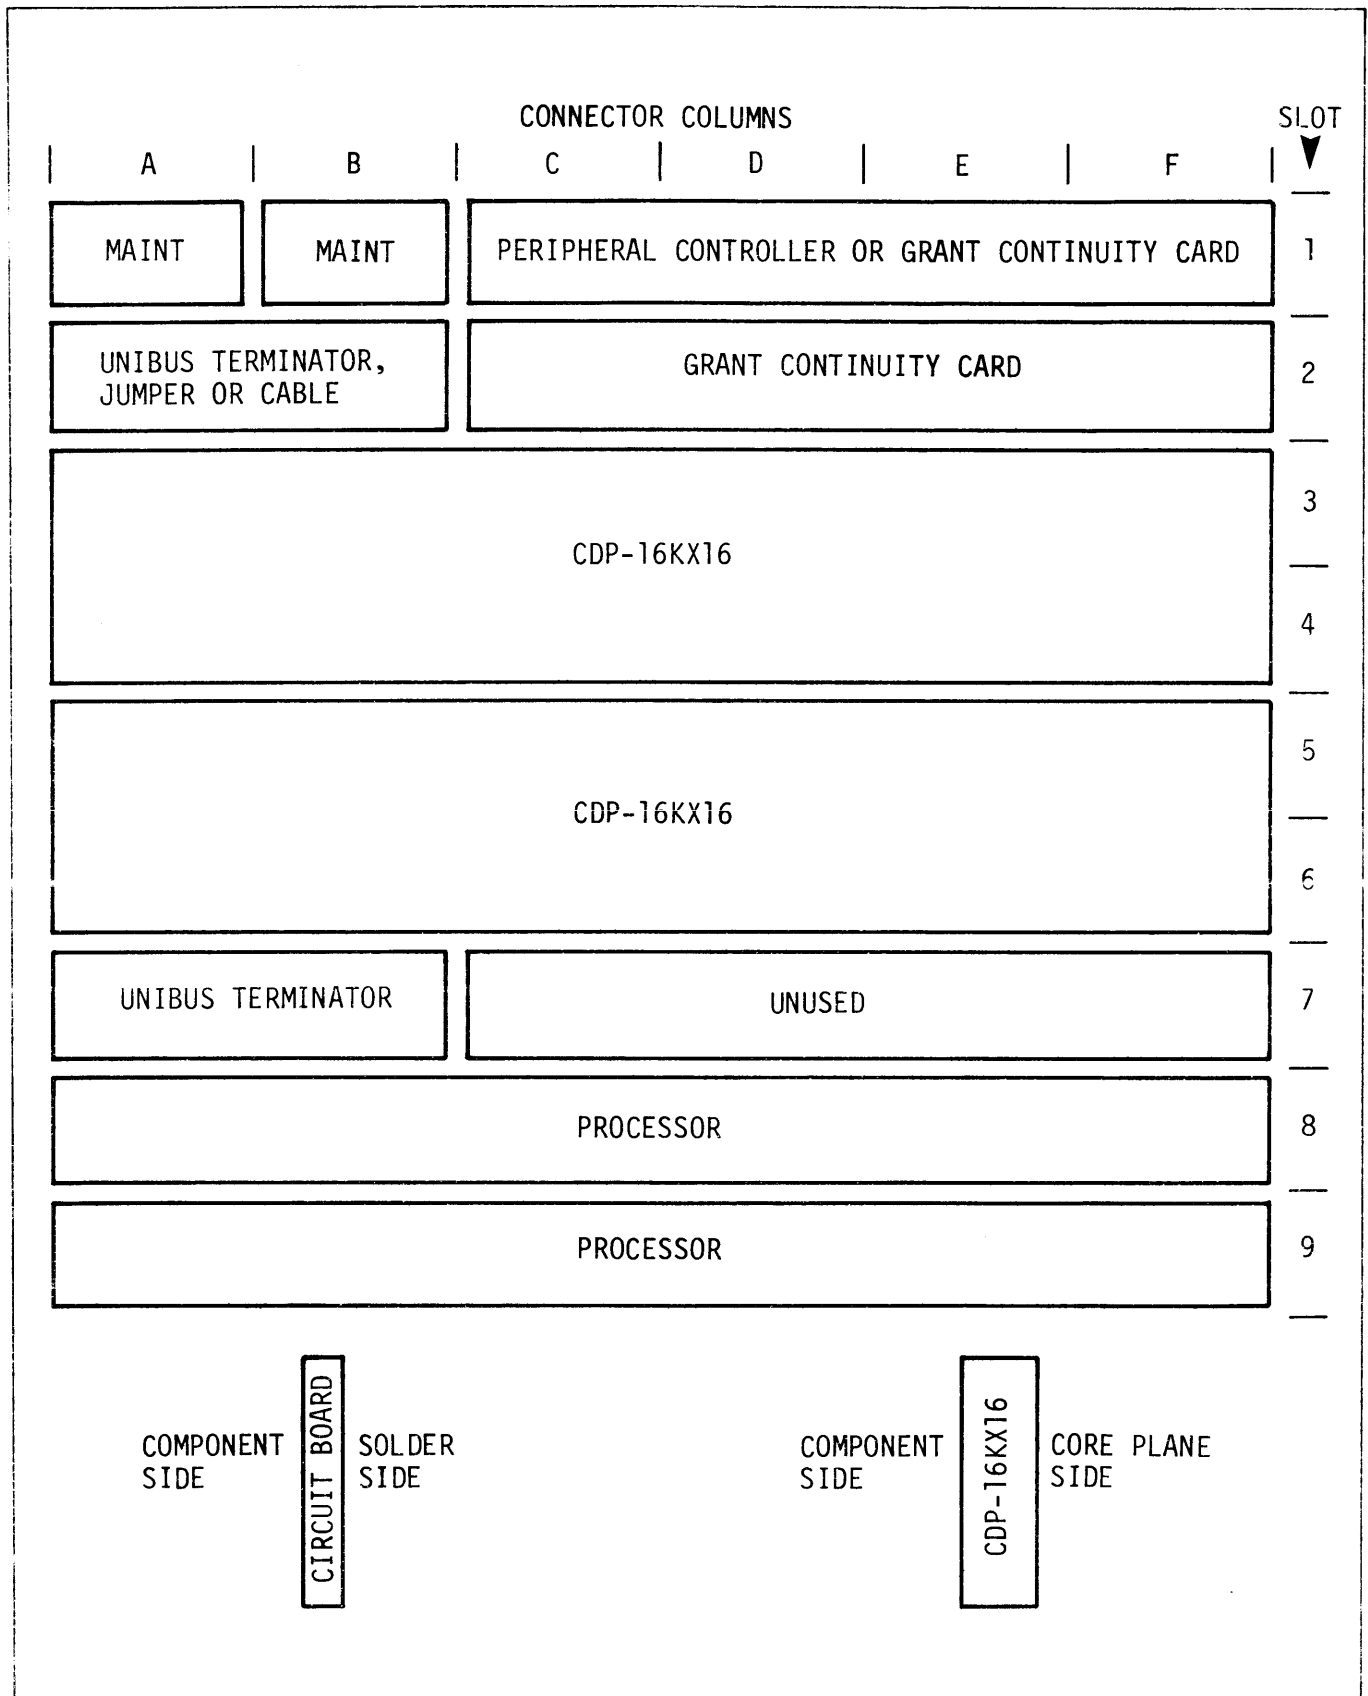 CONNECTOR COLUMNS
SLOT
A B C D E F
MAINT MAINT PERIPHERAL CONTROLLER OR GRANT CONTINUITY CARD 1
UNIBUS TERMINATOR,
JUMPER OR CABLE
GRANT CONTINUITY CARD 2
3
CDP-16KX16
4
5
CDP-16KX16
6
UNIBUS TERMINATOR UNUSED 7
PROCESSOR 8
PROCESSOR 9
COMPONENT
SIDE
CIRCUIT BOARD
SOLDER
SIDE
COMPONENT
SIDE
CDP-16KX16
CORE PLANE
SIDE